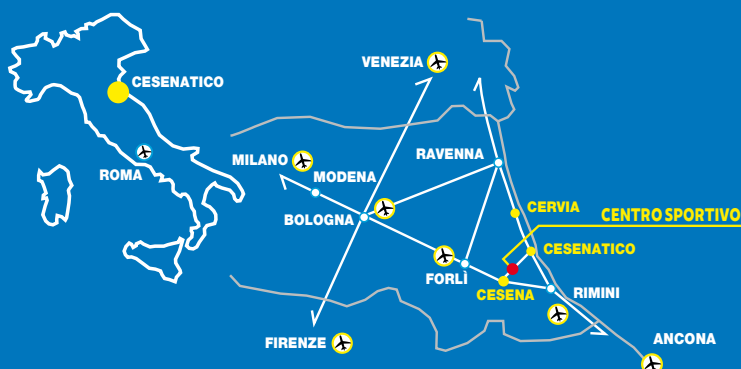 CESENATICO
ROMA
VENEZIA
MILANO
MODENA
RAVENNA
BOLOGNA
CERVIA
CENTRO SPORTIVO
CESENATICO
FORLÌ
CESENA
RIMINI
FIRENZE
ANCONA